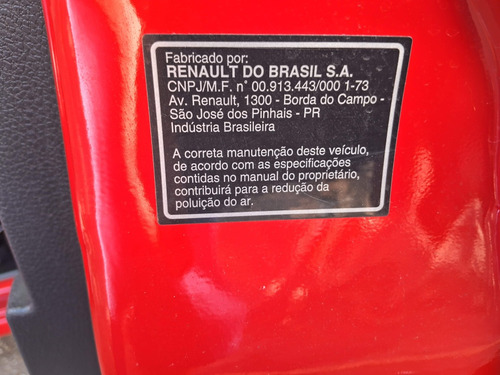 Fabricado por:
RENAULT DO BRASIL S.A.
CNPJ/M.F. n° 00.913.443/000 1-73
Av. Renault, 1300 - Borda do Campo -
São José dos Pinhais - PR
Indústria Brasileira
A correta manutenção deste veículo,
de acordo com as especificações
contidas no manual do proprietário,
contribuirá para a redução da
poluição do ar.